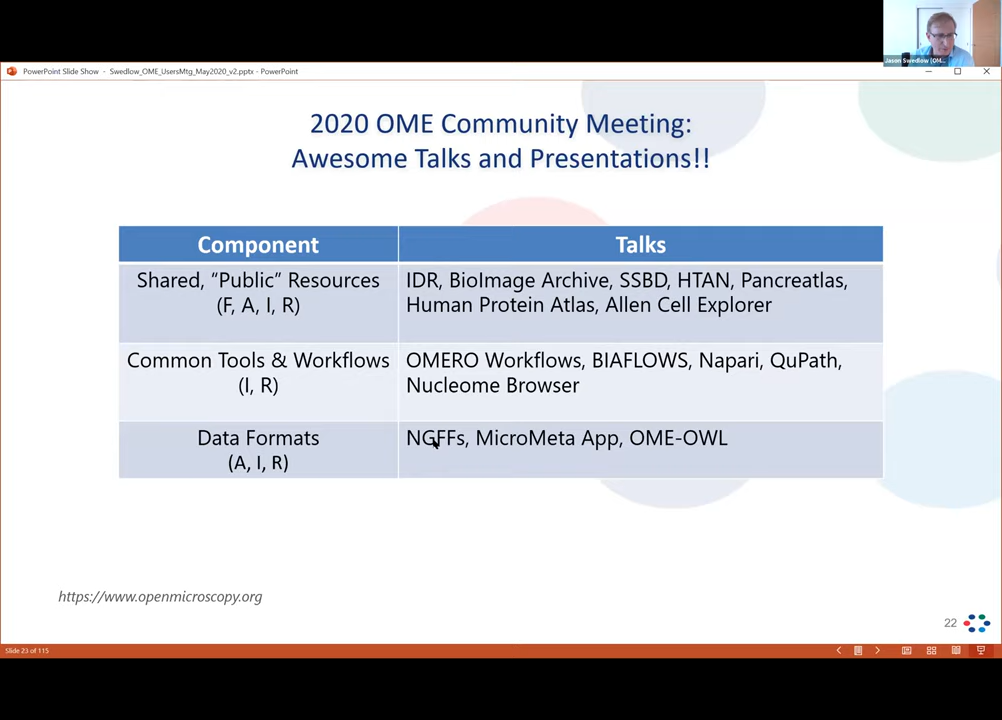 Jason Swedlow (OM...
PowerPoint Slide Show - Swedlow_OME_UsersMtg_May2020_v2.pptx - PowerPoint
2020 OME Community Meeting:
Awesome Talks and Presentations!!
Component
Talks
Shared, “Public” Resources
(F, A, I, R)
IDR, BioImage Archive, SSBD, HTAN, Pancreatlas,
Human Protein Atlas, Allen Cell Explorer
Common Tools & Workflows
(I, R)
OMERO Workflows, BIAFLOWS, Napari, QuPath,
Nucleome Browser
Data Formats
(A, I, R)
NGFFs, MicroMeta App, OME-OWL
https://www.openmicroscopy.org
22
Slide 23 of 115